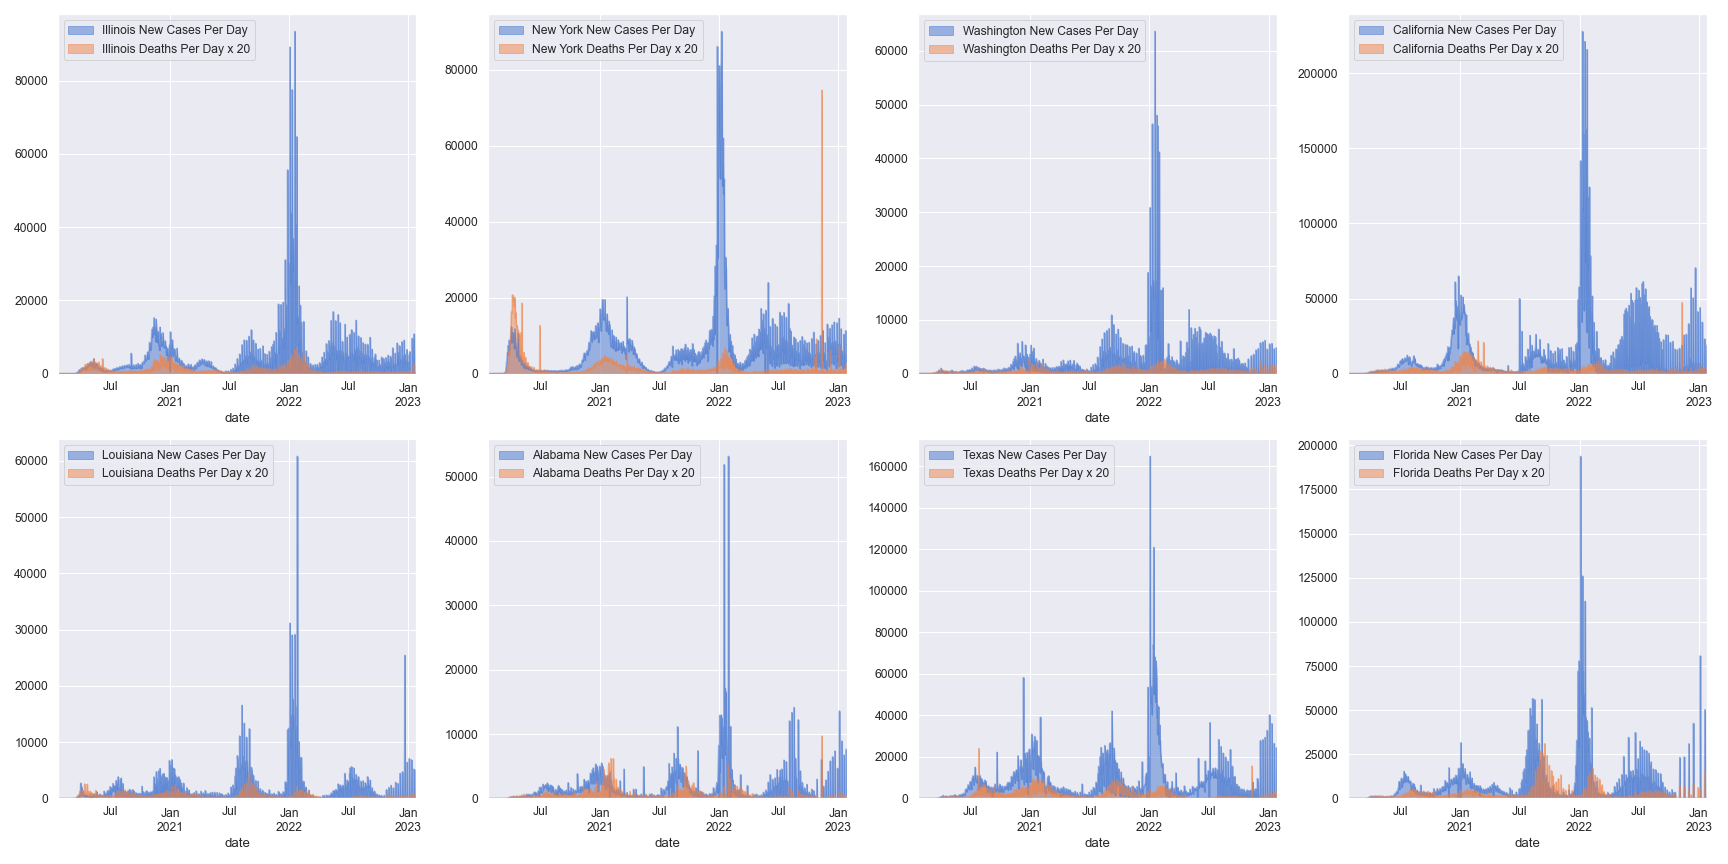 Illinois New Cases Per Day
Illinois Deaths Per Day x 20
80000
60000
40000
20000
0
Jul
Jan
2021
Jul
Jan
2022
Jul
Jan
2023
date
New York New Cases Per Day
New York Deaths Per Day x 20
80000
60000
40000
20000
0
Jul
Jan
2021
Jul
Jan
2022
Jul
Jan
2023
date
Washington New Cases Per Day
Washington Deaths Per Day x 20
60000
50000
40000
30000
20000
10000
0
Jul
Jan
2021
Jul
Jan
2022
Jul
Jan
2023
date
California New Cases Per Day
California Deaths Per Day x 20
200000
150000
100000
50000
0
Jul
Jan
2021
Jul
Jan
2022
Jul
Jan
2023
date
Louisiana New Cases Per Day
Louisiana Deaths Per Day x 20
60000
50000
40000
30000
20000
10000
0
Jul
Jan
2021
Jul
Jan
2022
Jul
Jan
2023
date
Alabama New Cases Per Day
Alabama Deaths Per Day x 20
50000
40000
30000
20000
10000
0
Jul
Jan
2021
Jul
Jan
2022
Jul
Jan
2023
date
Texas New Cases Per Day
Texas Deaths Per Day x 20
160000
140000
120000
100000
80000
60000
40000
20000
0
Jul
Jan
2021
Jul
Jan
2022
Jul
Jan
2023
date
Florida New Cases Per Day
Florida Deaths Per Day x 20
200000
175000
150000
125000
100000
75000
50000
25000
0
Jul
Jan
2021
Jul
Jan
2022
Jul
Jan
2023
date